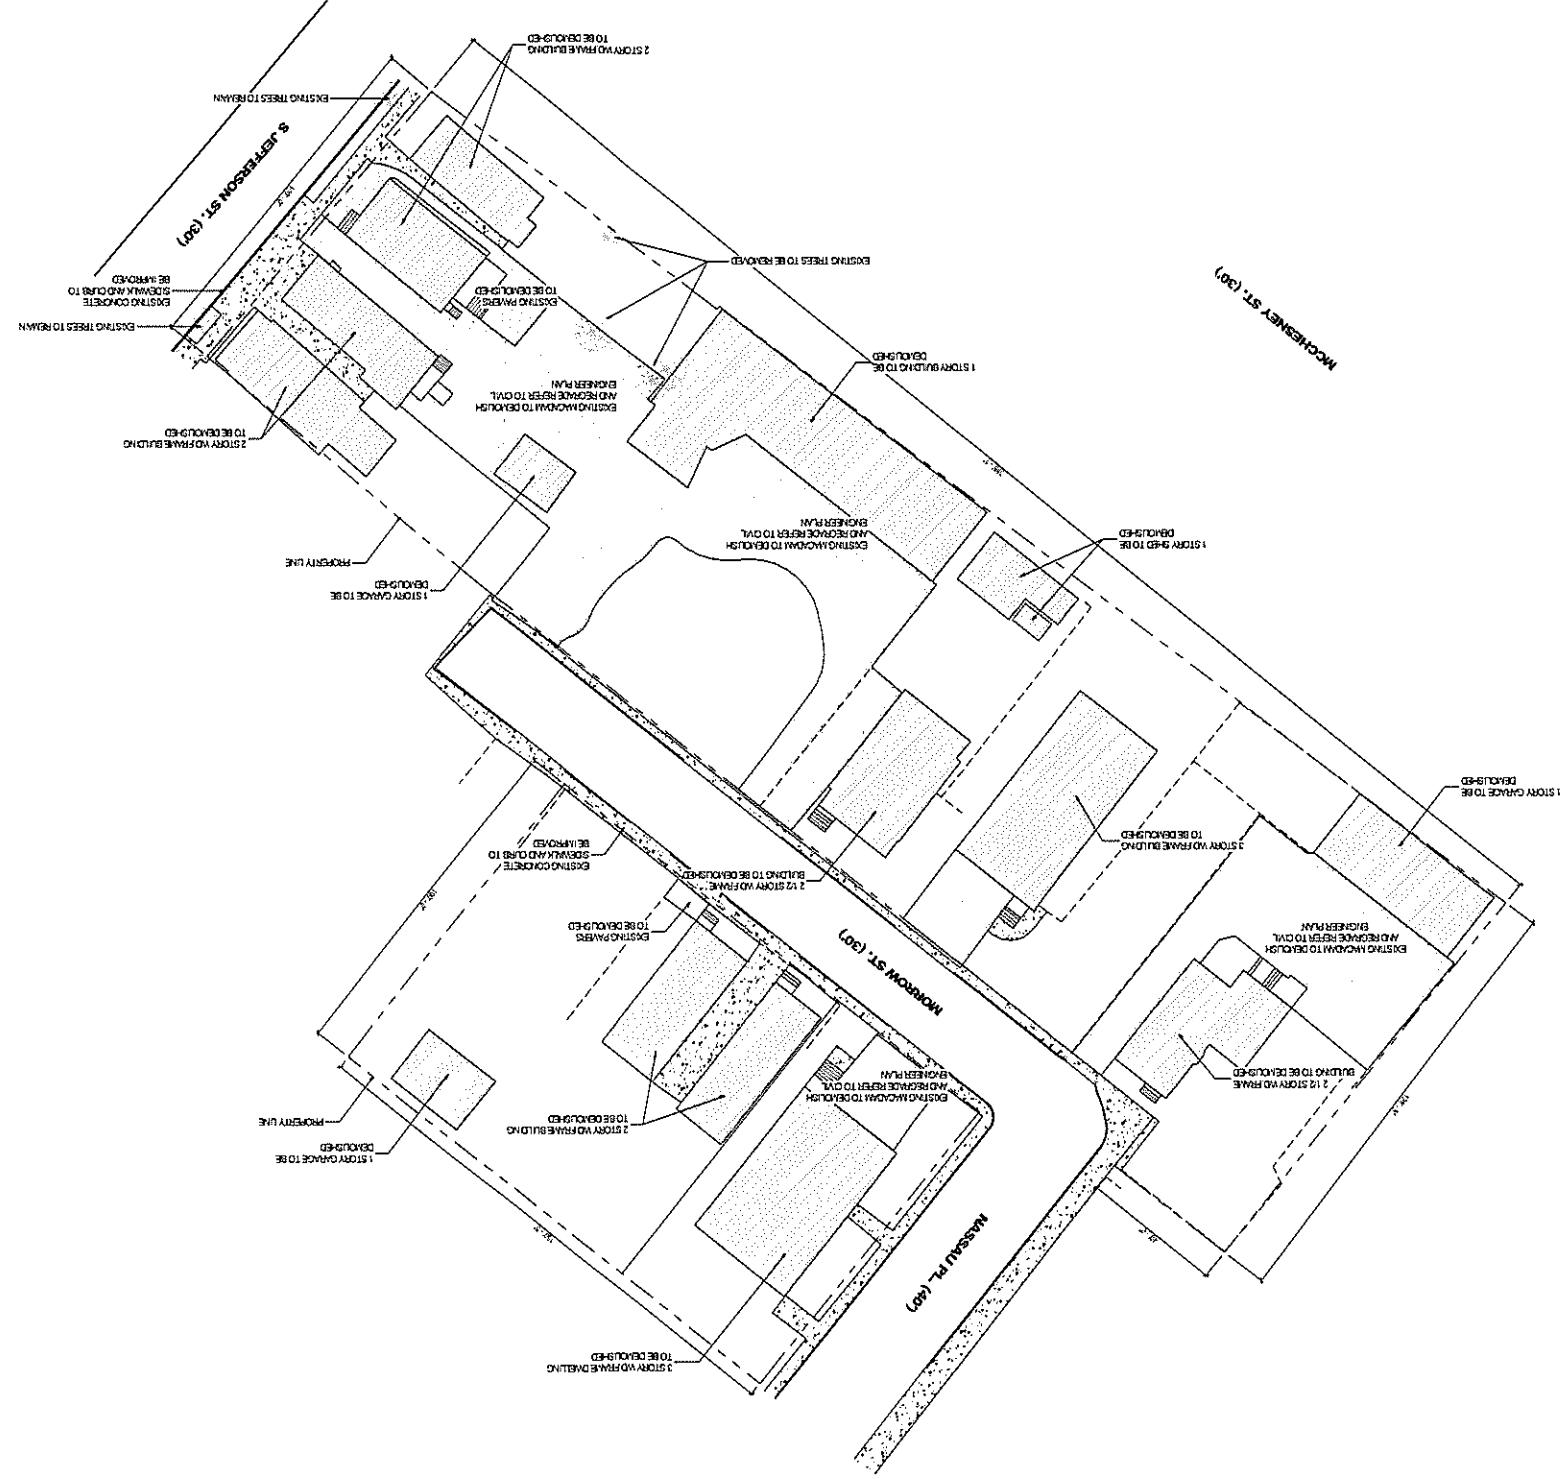 3 STORY WD FRAME DWELLING
TO BE DEMOLISHED
NASSAU PL. (40')
1 STORY GARAGE TO BE
DEMOLISHED
PROPERTY LINE
2 STORY WD FRAME BUILDING
TO BE DEMOLISHED
EXISTING MACADAM TO DEMOLISH
AND REGRADE REFER TO CIVIL
ENGINEER PLAN
2 1/2 STORY WD FRAME
BUILDING TO BE DEMOLISHED
MORROW ST. (30')
EXISTING MACADAM TO DEMOLISH
AND REGRADE REFER TO CIVIL
ENGINEER PLAN
EXISTING PAVERS
TO BE DEMOLISHED
2 1/2 STORY WD FRAME
BUILDING TO BE DEMOLISHED
EXISTING CONCRETE
SIDEWALK AND CURB TO
BE IMPROVED
3 STORY WD FRAME BUILDING
TO BE DEMOLISHED
1 STORY GARAGE TO BE
DEMOLISHED
1 STORY GARAGE TO BE
DEMOLISHED
PROPERTY LINE
1 STORY SHED TO BE
DEMOLISHED
EXISTING MACADAM TO DEMOLISH
AND REGRADE REFER TO CIVIL
ENGINEER PLAN
2 STORY WD FRAME BUILDING
TO BE DEMOLISHED
EXISTING MACADAM TO DEMOLISH
AND REGRADE REFER TO CIVIL
ENGINEER PLAN
1 STORY BUILDING TO BE
DEMOLISHED
MCCHESNEY ST. (30')
EXISTING TREES TO REMAIN
EXISTING CONCRETE
SIDEWALK AND CURB TO
BE IMPROVED
EXISTING PAVERS
TO BE DEMOLISHED
EXISTING TREES TO BE REMOVED
S JEFFERSON ST. (30')
EXISTING TREES TO REMAIN
2 STORY WD FRAME BUILDING
TO BE DEMOLISHED